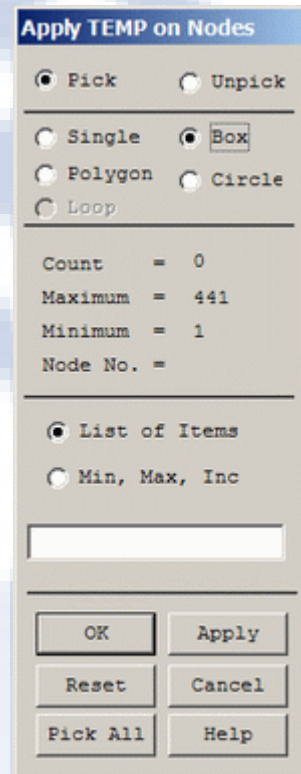 Apply TEMP on Nodes
Pick Unpick
Single Box
Polygon Circle
Loop
Count = 0
Maximum = 441
Minimum = 1
Node No. =
List of Items
Min, Max, Inc
OK Apply
Reset Cancel
Pick All Help